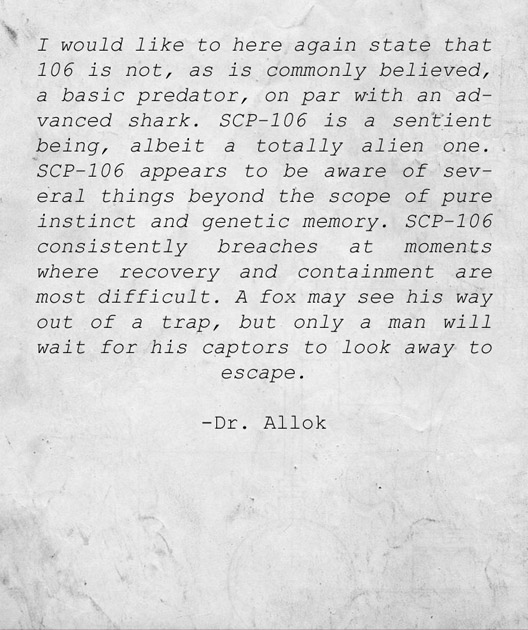 I would like to here again state that
106 is not, as is commonly believed,
a basic predator, on par with an ad-
vanced shark. SCP-106 is a sentient
being, albeit a totally alien one.
SCP-106 appears to be aware of sev-
eral things beyond the scope of pure
instinct and genetic memory. SCP-106
consistently breaches at moments
where recovery and containment are
most difficult. A fox may see his way
out of a trap, but only a man will
wait for his captors to look away to
escape.
-Dr. Allok